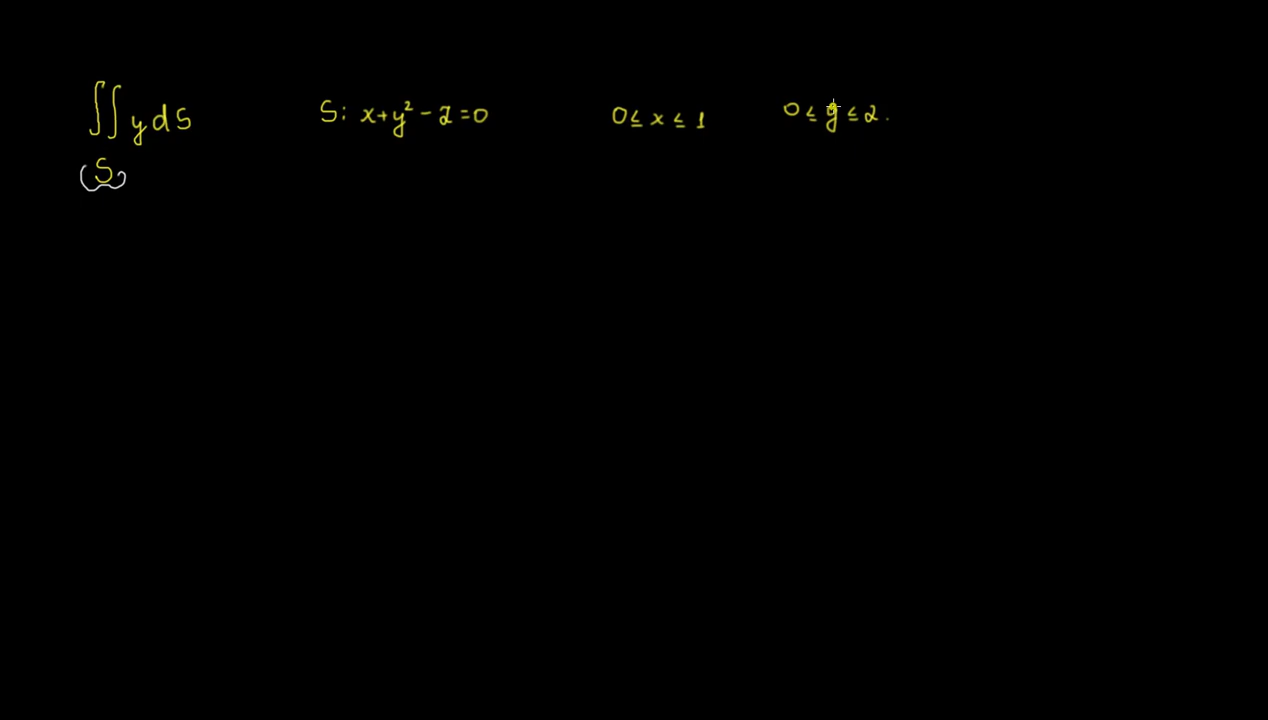 ∬ y dS S: x+y² - z = 0 0 ≤ x ≤ 1 0 ≤ y ≤ 2.
(S)